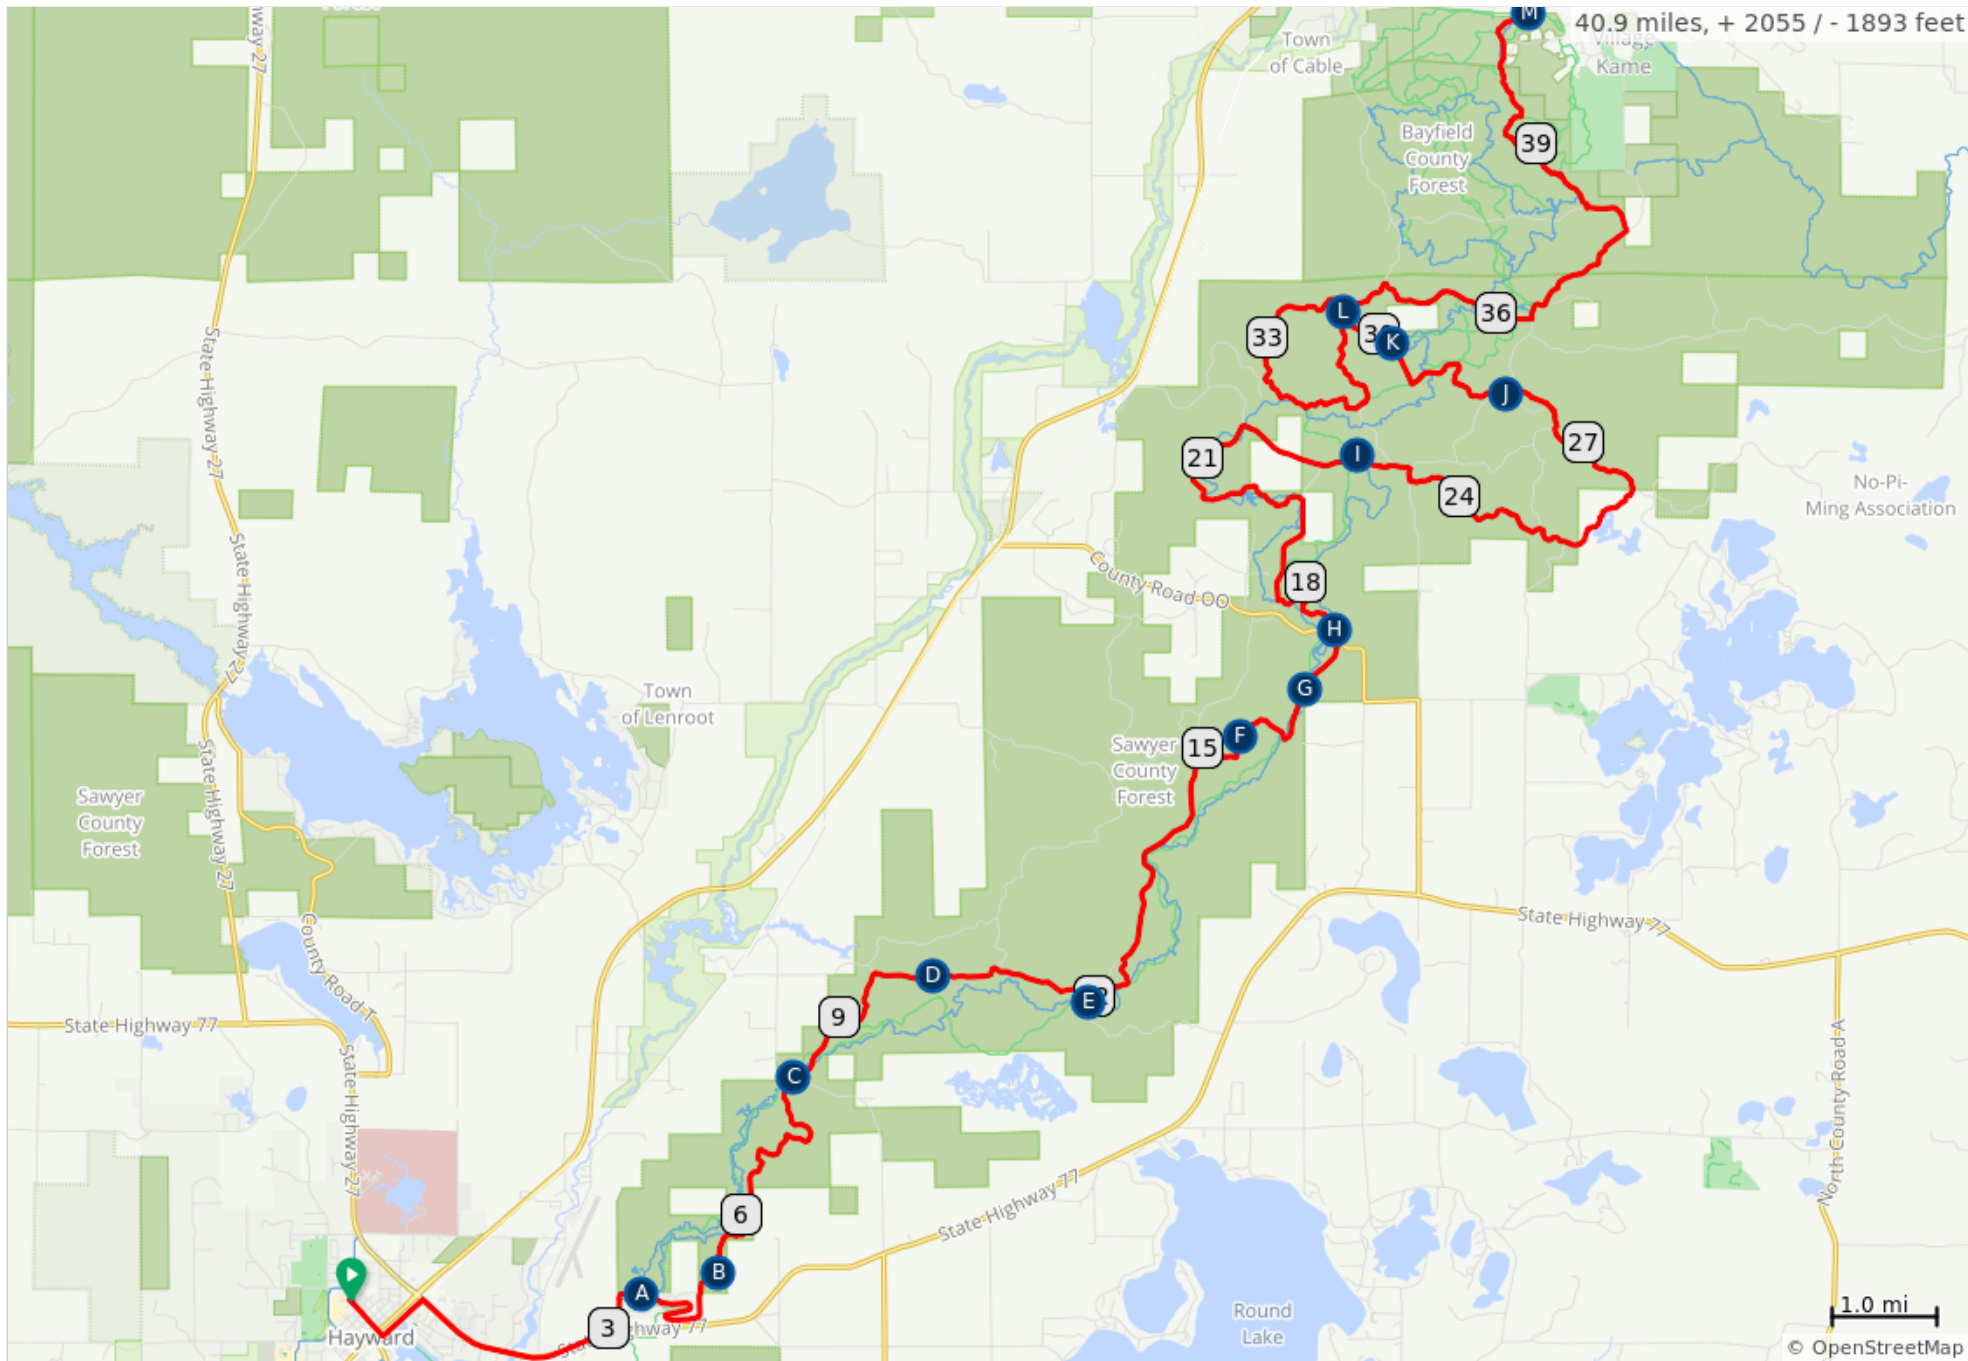 M
40.9 miles, + 2055 / - 1893 feet
Town
of Cable
Village
Kame
Bayfield
County
Forest
39
State Highway 27
L
36
33
K
J
27
21
I
24
No-Pi-
Ming Association
State Highway 27
County Road OO
18
H
Town
of Lenroot
G
F
15
Sawyer
County
Forest
State Highway 27
Sawyer
County
Forest
State Highway 77
County Road T
D
E
9
State Highway 77
North County Road A
C
State Highway 27
State Highway 77
6
B
A
3
Hayward
Round
Lake
1.0 mi
© OpenStreetMap